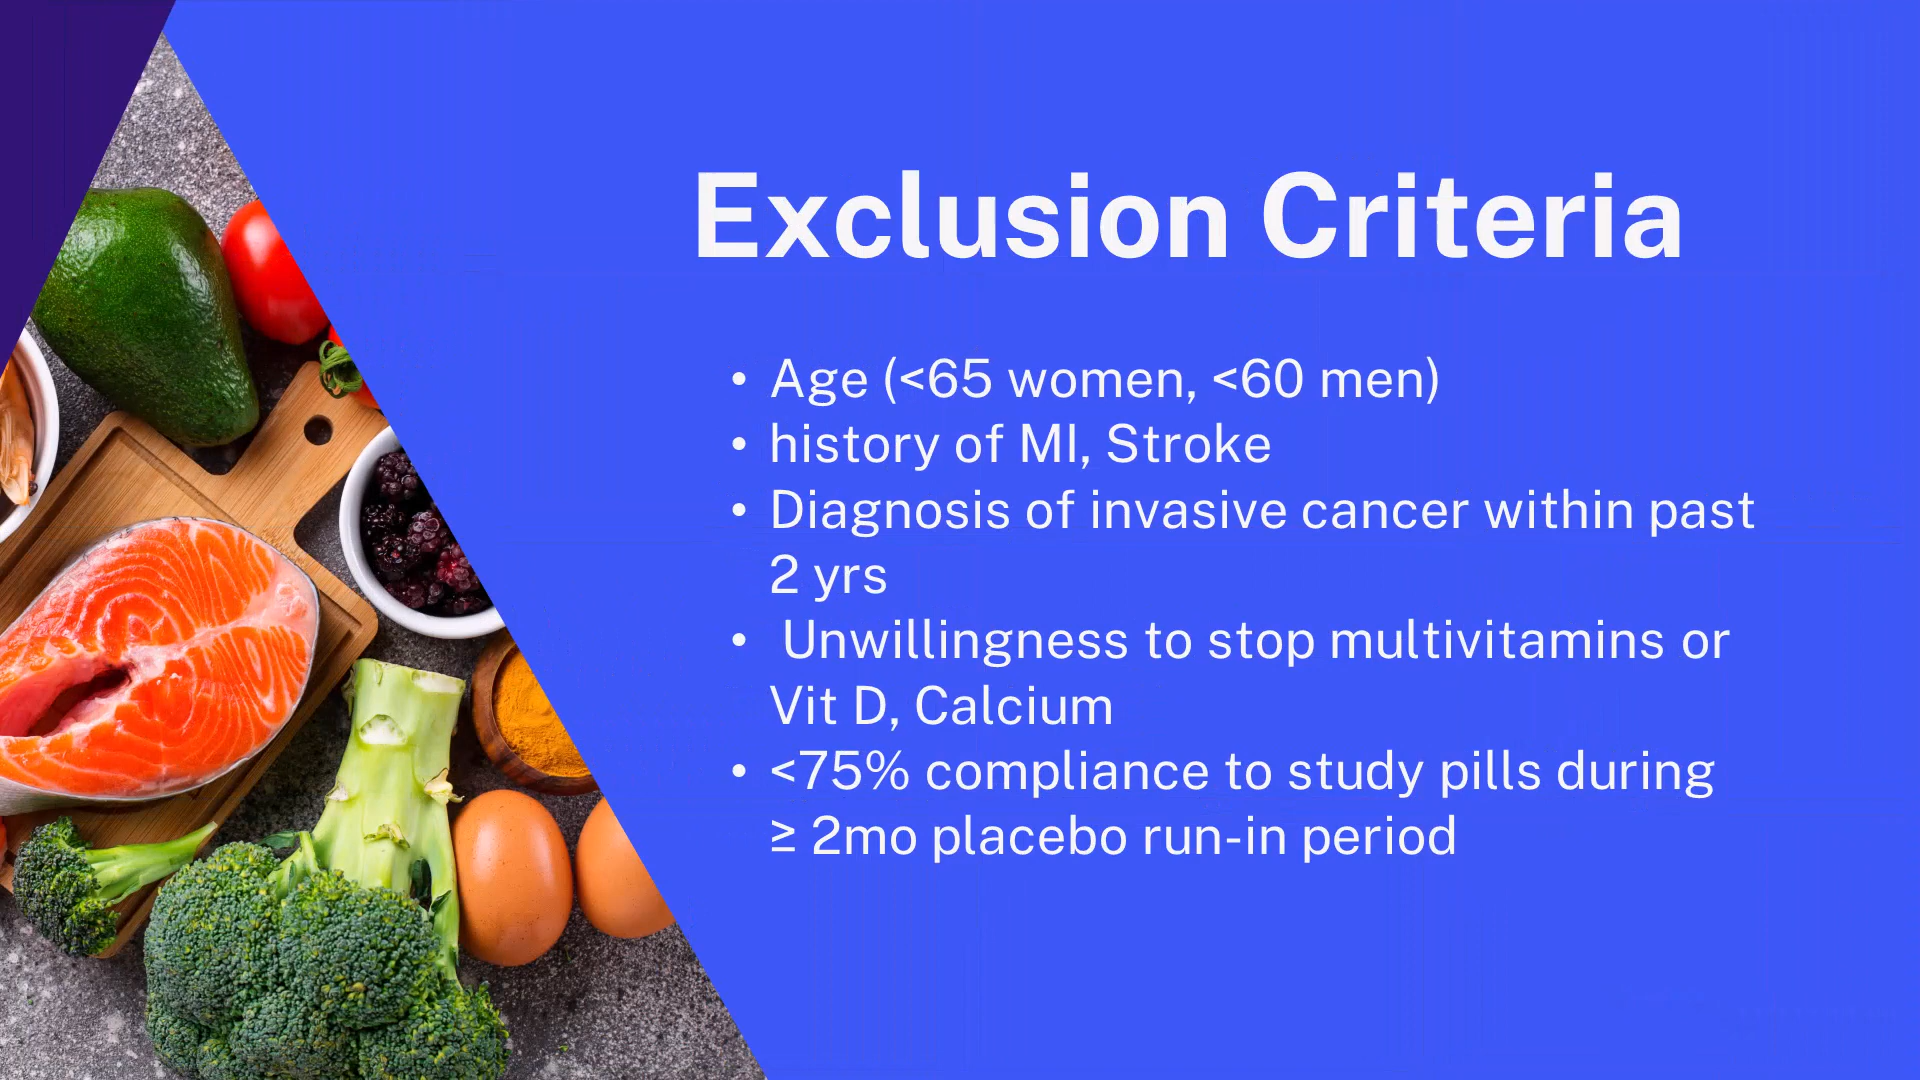 Exclusion Criteria
• Age (<65 women, <60 men)
• history of MI, Stroke
• Diagnosis of invasive cancer within past
2 yrs
• Unwillingness to stop multivitamins or
Vit D, Calcium
• <75% compliance to study pills during
≥ 2mo placebo run-in period